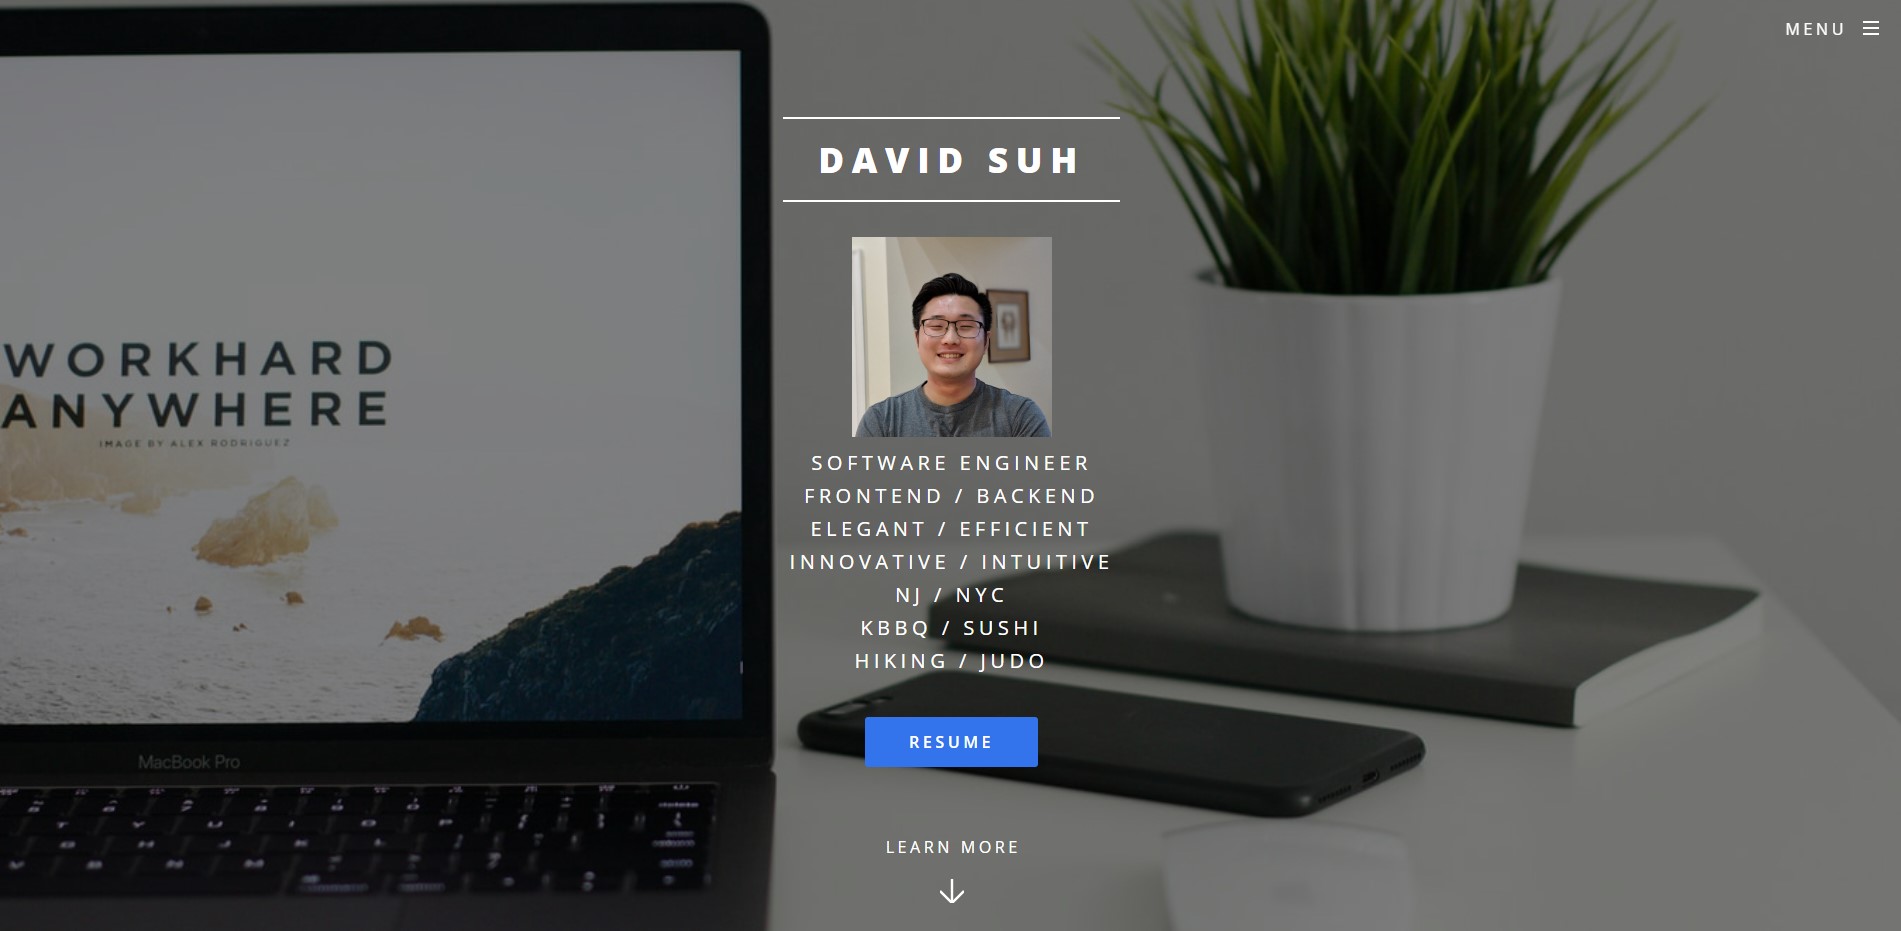 MENU
DAVID SUH
WORKHARD
ANYWHERE
IMAGE BY ALEX RODRIGUEZ
SOFTWARE ENGINEER
FRONTEND / BACKEND
ELEGANT / EFFICIENT
INNOVATIVE / INTUITIVE
NJ / NYC
KBBQ / SUSHI
HIKING / JUDO
RESUME
MacBook Pro
LEARN MORE